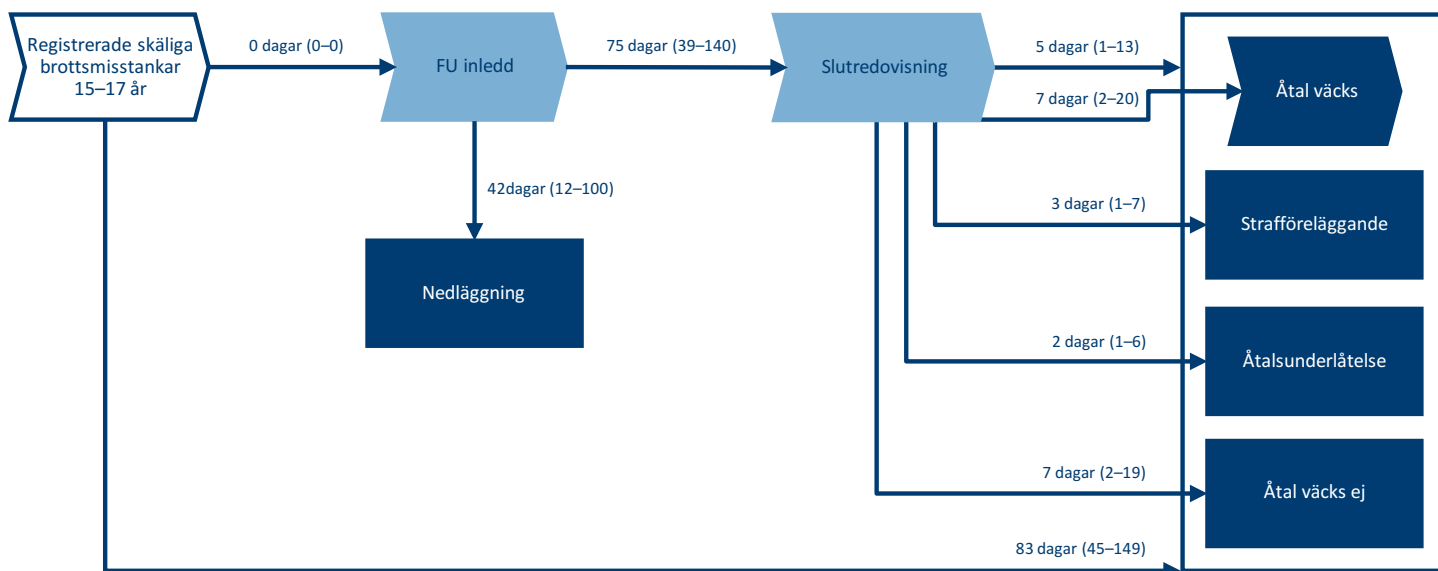 Registrerade skäliga
brottsmisstankar
15–17 år
0 dagar (0–0)
FU inledd
75 dagar (39–140)
Slutredovisning
5 dagar (1–13)
7 dagar (2–20)
Åtal väcks
42dagar (12–100)
Nedläggning
3 dagar (1–7)
Strafföreläggande
2 dagar (1–6)
Åtalsunderlåtelse
7 dagar (2–19)
Åtal väcks ej
83 dagar (45–149)